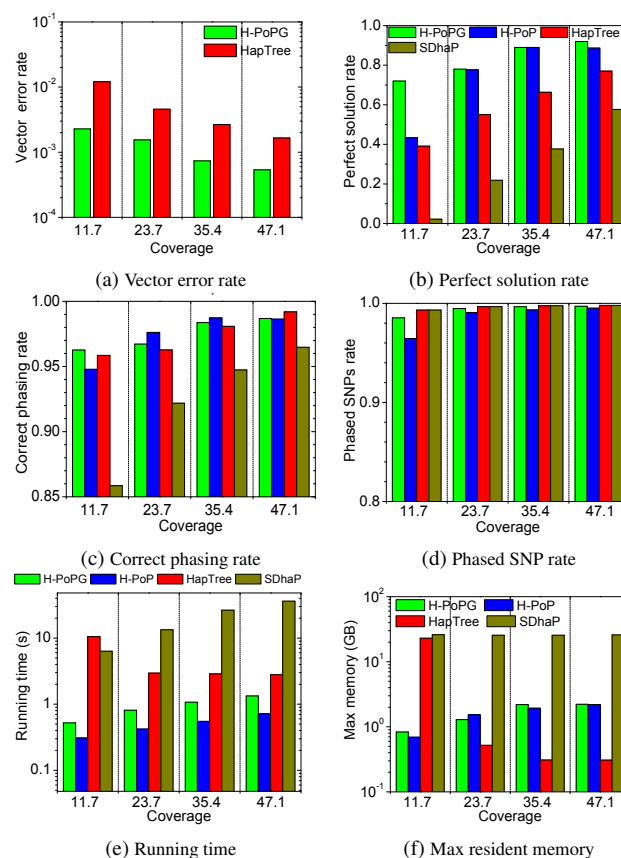 H-PoPG
HapTree
Vector error rate
10⁻¹
10⁻²
10⁻³
10⁻⁴
11.7 23.7 35.4 47.1
Coverage
(a) Vector error rate
H-PoPG H-PoP HapTree
SDhaP
Perfect solution rate
1.0
0.8
0.6
0.4
0.2
0.0
11.7 23.7 35.4 47.1
Coverage
(b) Perfect solution rate
Correct phasing rate
1.00
0.95
0.90
0.85
11.7 23.7 35.4 47.1
Coverage
(c) Correct phasing rate
Phased SNPs rate
1.0
0.9
0.8
11.7 23.7 35.4 47.1
Coverage
(d) Phased SNP rate
H-PoPG H-PoP HapTree SDhaP
Running time (s)
10
1
0.1
11.7 23.7 35.4 47.1
Coverage
(e) Running time
H-PoPG H-PoP
HapTree SDhaP
Max memory (GB)
10²
10¹
10⁰
10⁻¹
11.7 23.7 35.4 47.1
Coverage
(f) Max resident memory